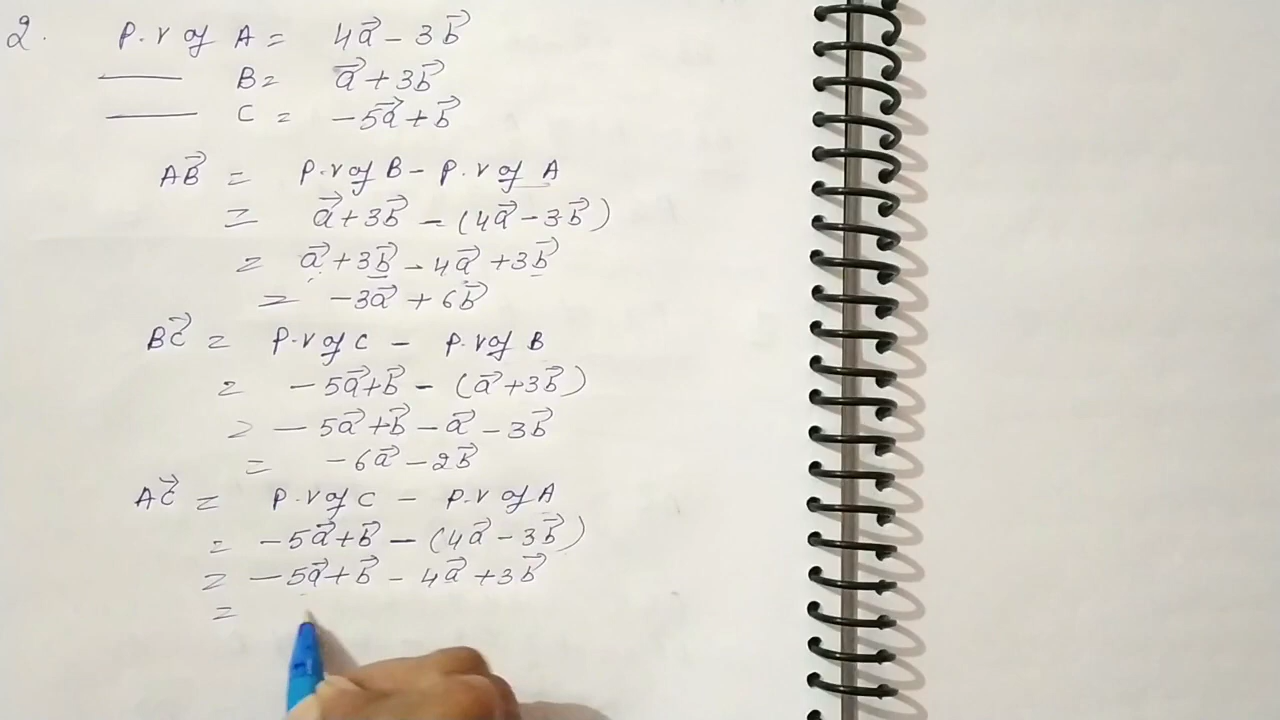 2. P.V of A = 4a⃗ - 3b⃗
—— B = a⃗ + 3b⃗
—— C = -5a⃗ + b⃗
AB⃗ = P.V of B - P.V of A
= a⃗ + 3b⃗ - (4a⃗ - 3b⃗)
= a⃗ + 3b⃗ - 4a⃗ + 3b⃗
= -3a⃗ + 6b⃗
BC⃗ = P.V of C - P.V of B
= -5a⃗ + b⃗ - (a⃗ + 3b⃗)
= -5a⃗ + b⃗ - a⃗ - 3b⃗
= -6a⃗ - 2b⃗
AC⃗ = P.V of C - P.V of A
= -5a⃗ + b⃗ - (4a⃗ - 3b⃗)
= -5a⃗ + b⃗ - 4a⃗ + 3b⃗
=